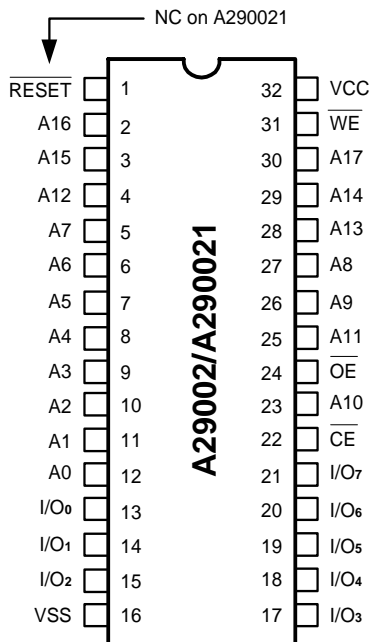 NC on A290021
RESET 1 32 VCC
A16 2 31 WE
A15 3 30 A17
A12 4 29 A14
A7 5 28 A13
A6 6 27 A8
A5 7 26 A9
A4 8 25 A11
A3 9 24 OE
A2 10 23 A10
A1 11 22 CE
A0 12 21 I/O7
I/O0 13 20 I/O6
I/O1 14 19 I/O5
I/O2 15 18 I/O4
VSS 16 17 I/O3
A29002/A290021